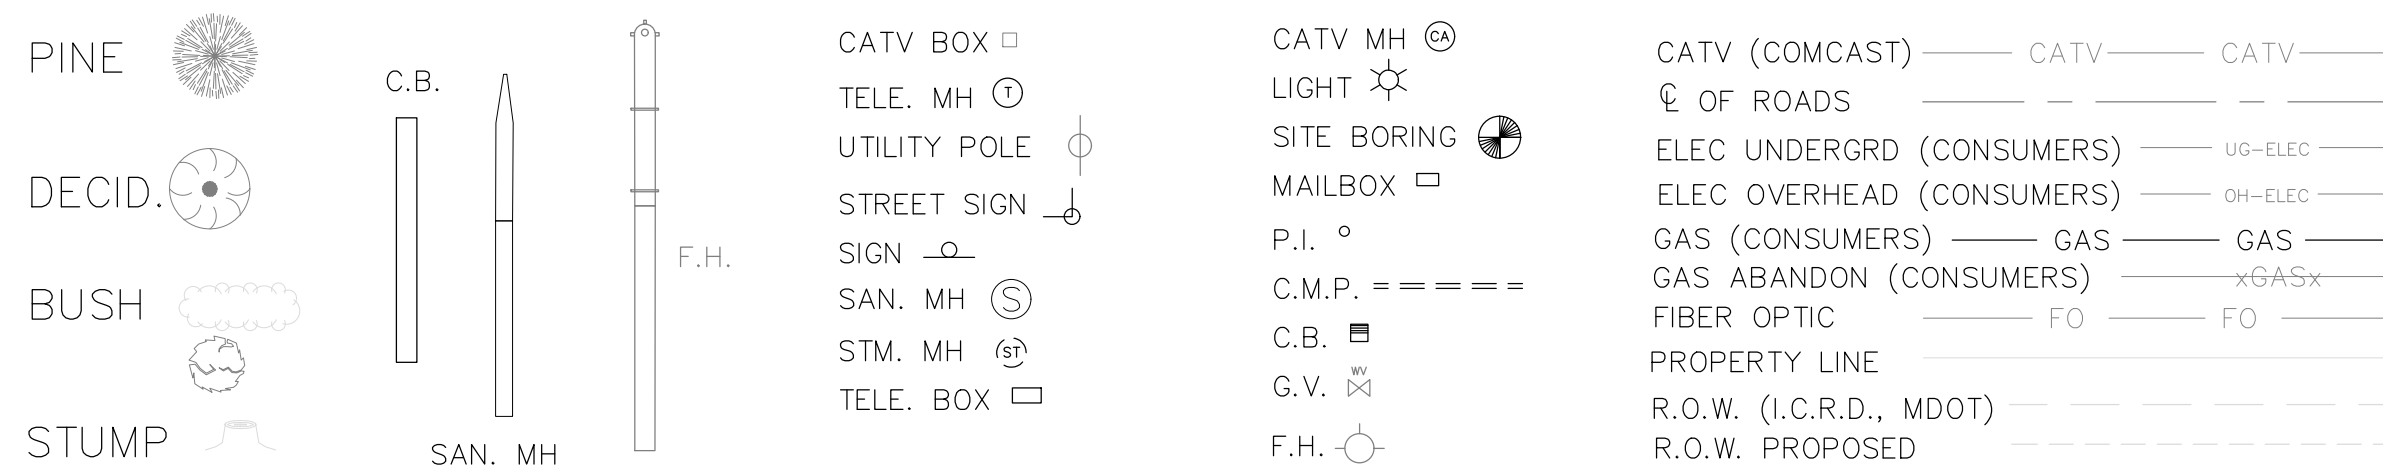 PINE
DECID.
BUSH
STUMP
C.B.
SAN. MH
F.H.
CATV BOX
TELE. MH T
UTILITY POLE
STREET SIGN
SIGN
SAN. MH S
STM. MH ST
TELE. BOX
CATV MH CA
LIGHT
SITE BORING
MAILBOX
P.I.
C.M.P.
C.B.
G.V. WV
F.H.
CATV (COMCAST) CATV CATV
℄ OF ROADS
ELEC UNDERGRD (CONSUMERS) UG-ELEC
ELEC OVERHEAD (CONSUMERS) OH-ELEC
GAS (CONSUMERS) GAS GAS
GAS ABANDON (CONSUMERS) xGASx
FIBER OPTIC FO FO
PROPERTY LINE
R.O.W. (I.C.R.D., MDOT)
R.O.W. PROPOSED